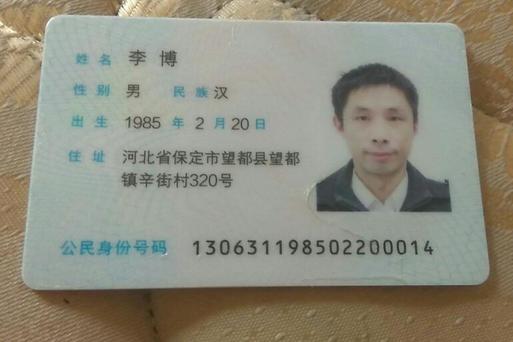 姓名 李博
性别 男 民族 汉
出生 1985 年 2 月 20 日
住址 河北省保定市望都县望都
镇辛街村320号
公民身份号码 130631198502200014